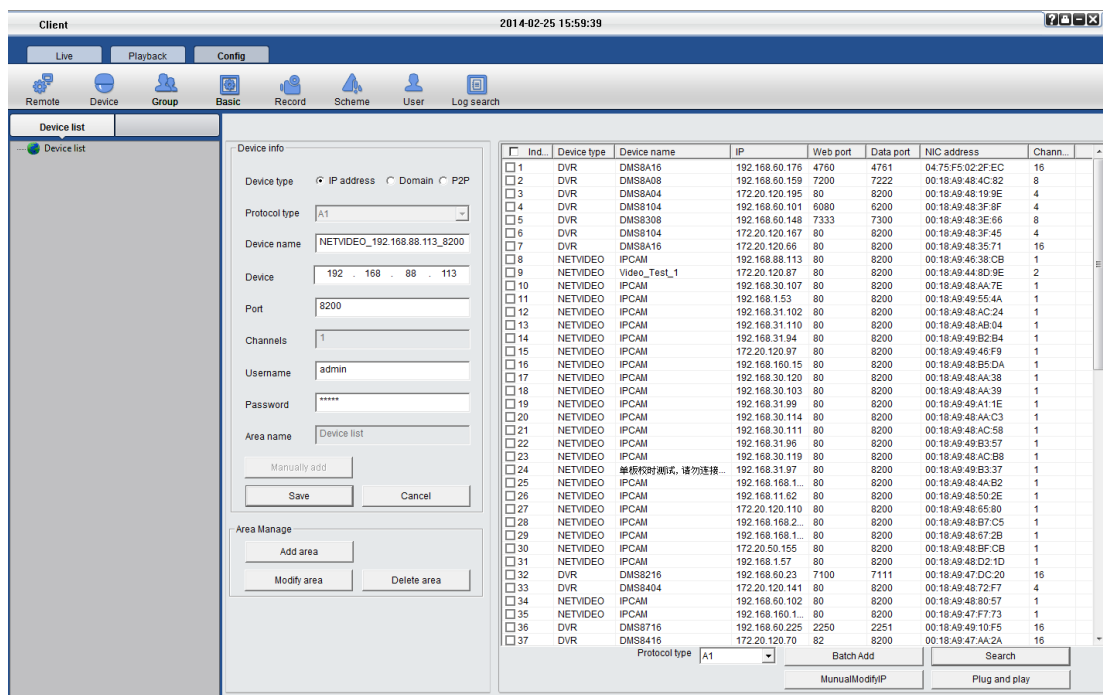 Client 2014-02-25 15:59:39
Live Playback Config
Remote Device Group Basic Record Scheme User Log search
Device list
Device list
Device info
Device type IP address Domain P2P
Protocol type A1
Device name NETVIDEO_192.168.88.113_8200
Device 192 . 168 . 88 . 113
Port 8200
Channels 1
Username admin
Password *****
Area name Device list
Manually add
Save Cancel
Area Manage
Add area
Modify area Delete area
Ind... Device type Device name IP Web port Data port NIC address Chann...
1 DVR DMS8A16 192.168.60.176 4760 4761 04:75:F5:02:2F:EC 16
2 DVR DMS8A08 192.168.60.159 7200 7222 00:18:A9:48:4C:82 8
3 DVR DMS8A04 172.20.120.195 80 8200 00:18:A9:48:19:9E 4
4 DVR DMS8104 192.168.60.101 6080 6200 00:18:A9:48:3F:8F 4
5 DVR DMS8308 192.168.60.148 7333 7300 00:18:A9:48:3E:66 8
6 DVR DMS8104 172.20.120.167 80 8200 00:18:A9:48:3F:45 4
7 DVR DMS8A16 172.20.120.66 80 8200 00:18:A9:48:35:71 16
8 NETVIDEO IPCAM 192.168.88.113 80 8200 00:18:A9:46:38:CB 1
9 NETVIDEO Video_Test_1 172.20.120.87 80 8200 00:18:A9:44:8D:9E 2
10 NETVIDEO IPCAM 192.168.30.107 80 8200 00:18:A9:48:AA:7E 1
11 NETVIDEO IPCAM 192.168.1.53 80 8200 00:18:A9:49:55:4A 1
12 NETVIDEO IPCAM 192.168.31.102 80 8200 00:18:A9:48:AC:24 1
13 NETVIDEO IPCAM 192.168.31.110 80 8200 00:18:A9:48:AB:04 1
14 NETVIDEO IPCAM 192.168.31.94 80 8200 00:18:A9:49:B2:B4 1
15 NETVIDEO IPCAM 172.20.120.97 80 8200 00:18:A9:49:46:F9 1
16 NETVIDEO IPCAM 192.168.160.15 80 8200 00:18:A9:48:B5:DA 1
17 NETVIDEO IPCAM 192.168.30.120 80 8200 00:18:A9:48:AA:38 1
18 NETVIDEO IPCAM 192.168.30.103 80 8200 00:18:A9:48:AA:39 1
19 NETVIDEO IPCAM 192.168.31.99 80 8200 00:18:A9:49:A1:1E 1
20 NETVIDEO IPCAM 192.168.30.114 80 8200 00:18:A9:48:AA:C3 1
21 NETVIDEO IPCAM 192.168.30.111 80 8200 00:18:A9:48:AC:58 1
22 NETVIDEO IPCAM 192.168.31.96 80 8200 00:18:A9:49:B3:57 1
23 NETVIDEO IPCAM 192.168.30.119 80 8200 00:18:A9:48:AC:B8 1
24 NETVIDEO 单板校时测试, 请勿连接... 192.168.31.97 80 8200 00:18:A9:49:B3:37 1
25 NETVIDEO IPCAM 192.168.168.1... 80 8200 00:18:A9:48:4A:B2 1
26 NETVIDEO IPCAM 192.168.11.62 80 8200 00:18:A9:48:50:2E 1
27 NETVIDEO IPCAM 172.20.120.110 80 8200 00:18:A9:48:65:80 1
28 NETVIDEO IPCAM 192.168.168.2... 80 8200 00:18:A9:48:B7:C5 1
29 NETVIDEO IPCAM 192.168.168.1... 80 8200 00:18:A9:48:67:2B 1
30 NETVIDEO IPCAM 172.20.50.155 80 8200 00:18:A9:48:BF:CB 1
31 NETVIDEO IPCAM 192.168.1.57 80 8200 00:18:A9:48:D2:1D 1
32 DVR DMS8216 192.168.60.23 7100 7111 00:18:A9:47:DC:20 16
33 DVR DMS8404 172.20.120.141 80 8200 00:18:A9:48:72:F7 4
34 NETVIDEO IPCAM 192.168.60.102 80 8200 00:18:A9:48:80:57 1
35 NETVIDEO IPCAM 192.168.160.1... 80 8200 00:18:A9:47:F7:73 1
36 DVR DMS8716 192.168.60.225 2250 2251 00:18:A9:49:10:F5 16
37 DVR DMS8416 172.20.120.70 82 8200 00:18:A9:47:AA:2A 16
Protocol type A1 Batch Add Search
MunualModifyIP Plug and play